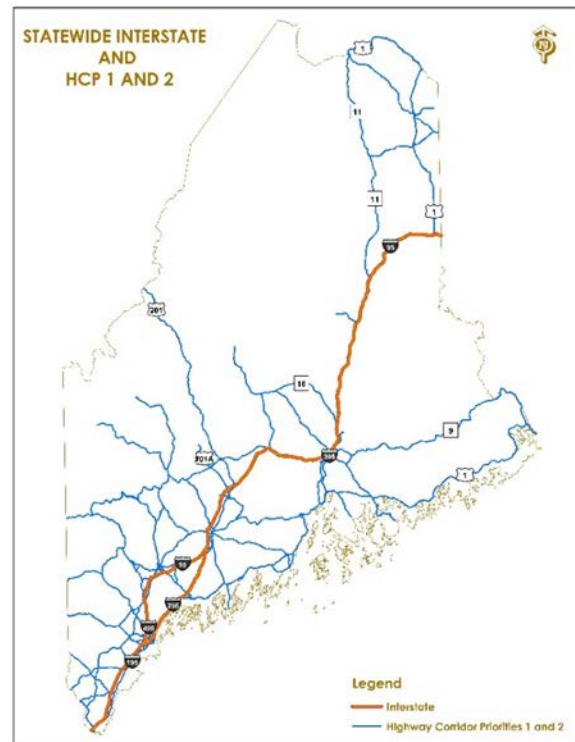 STATEWIDE INTERSTATE
AND
HCP 1 AND 2
1
11
11
1
95
201
16
9
395
201A
1
95
295
495
195
Legend
Interstate
Highway Corridor Priorities 1 and 2